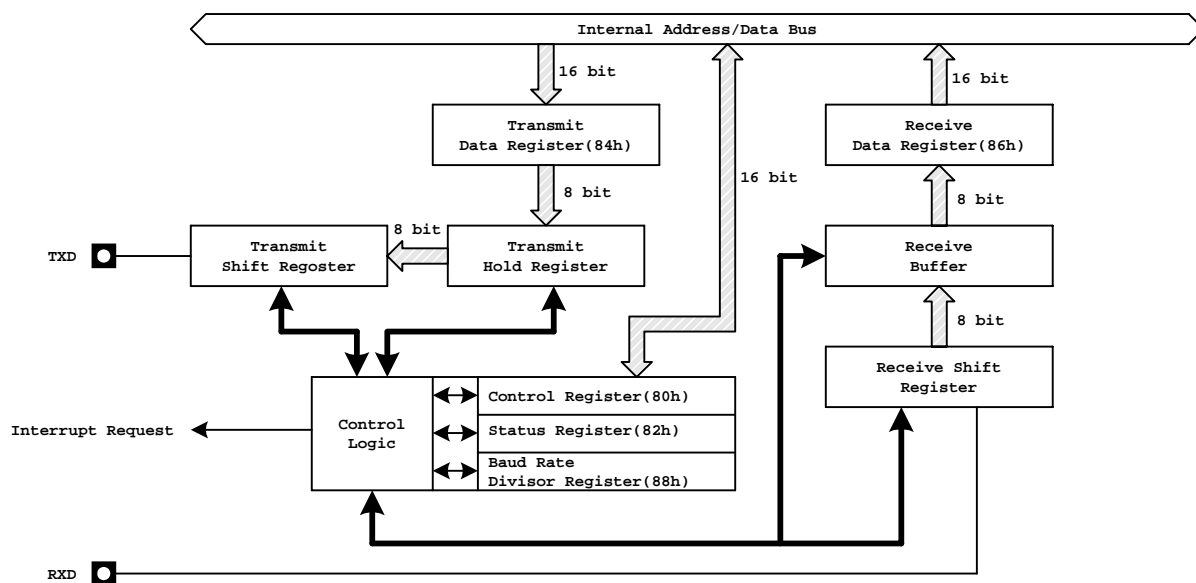 Internal Address/Data Bus
16 bit
16 bit
Transmit
Data Register(84h)
Receive
Data Register(86h)
16 bit
8 bit
8 bit
8 bit
TXD
Transmit
Shift Regoster
Transmit
Hold Register
Receive
Buffer
8 bit
Receive Shift
Register
Control
Logic
Control Register(80h)
Status Register(82h)
Baud Rate
Divisor Register(88h)
Interrupt Request
RXD